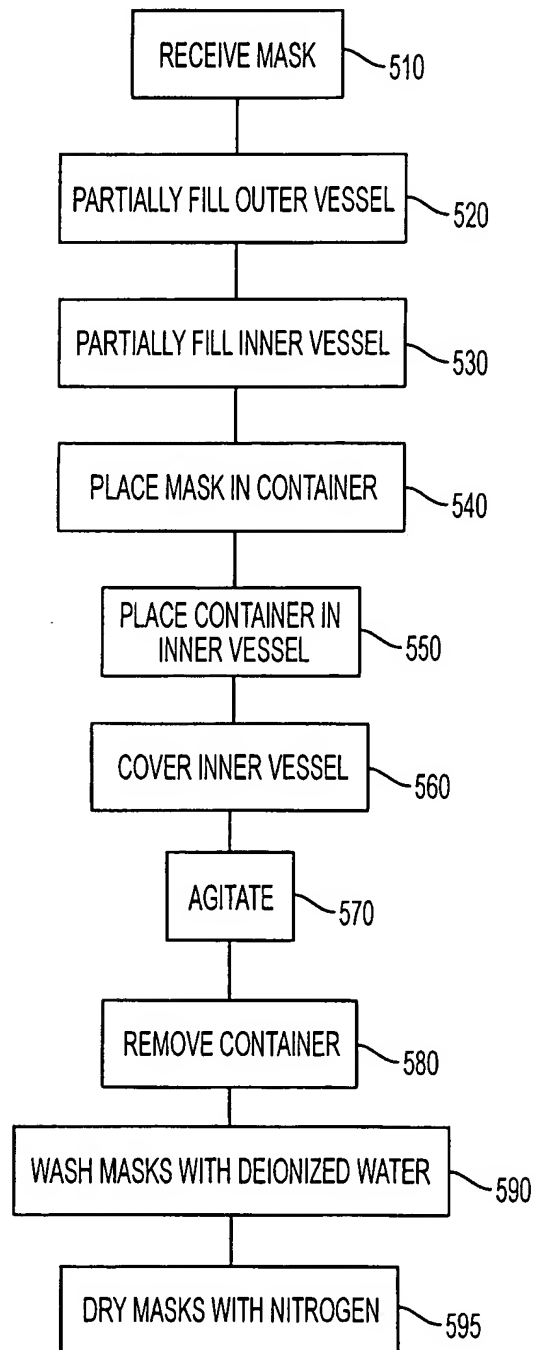 RECEIVE MASK
510
PARTIALLY FILL OUTER VESSEL
520
PARTIALLY FILL INNER VESSEL
530
PLACE MASK IN CONTAINER
540
PLACE CONTAINER IN
INNER VESSEL
550
COVER INNER VESSEL
560
AGITATE
570
REMOVE CONTAINER
580
WASH MASKS WITH DEIONIZED WATER
590
DRY MASKS WITH NITROGEN
595